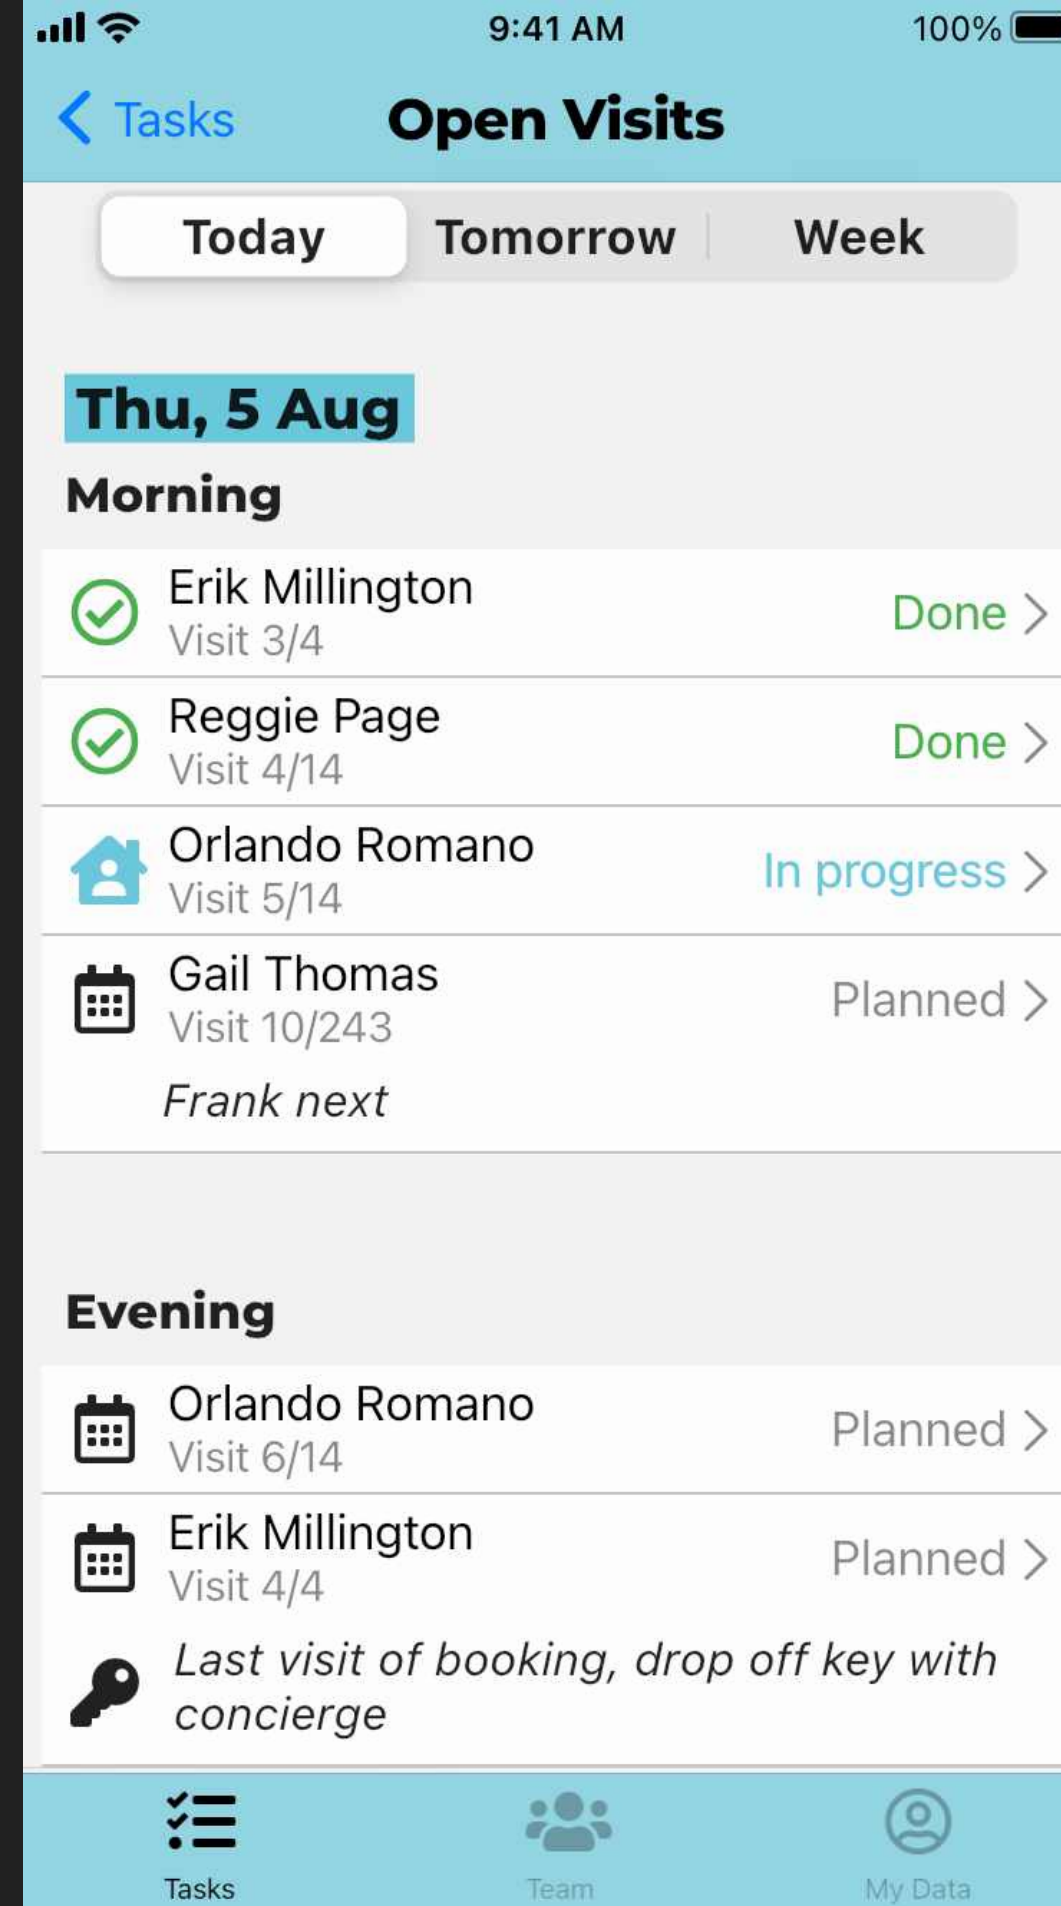 9:41 AM 100%
Tasks Open Visits
Today Tomorrow Week
Thu, 5 Aug
Morning
Erik Millington
Visit 3/4
Done
Reggie Page
Visit 4/14
Done
Orlando Romano
Visit 5/14
In progress
Gail Thomas
Visit 10/243
Planned
Frank next
Evening
Orlando Romano
Visit 6/14
Planned
Erik Millington
Visit 4/4
Planned
Last visit of booking, drop off key with
concierge
Tasks Team My Data